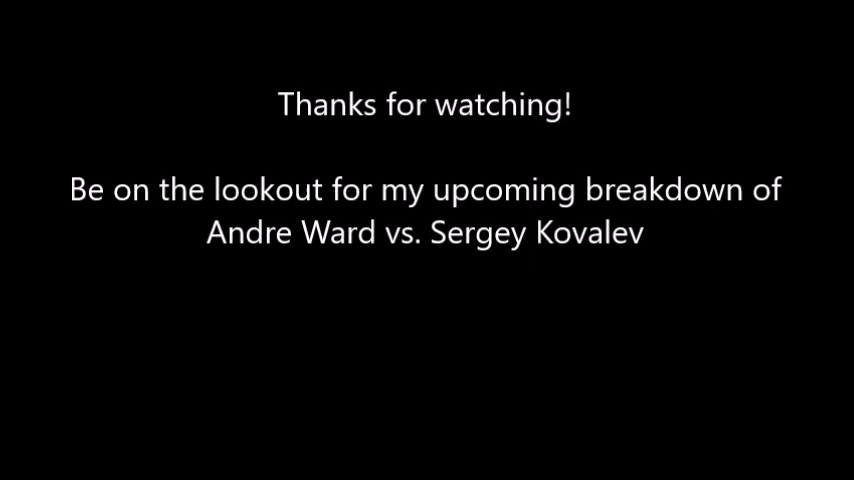 Thanks for watching!
Be on the lookout for my upcoming breakdown of
Andre Ward vs. Sergey Kovalev